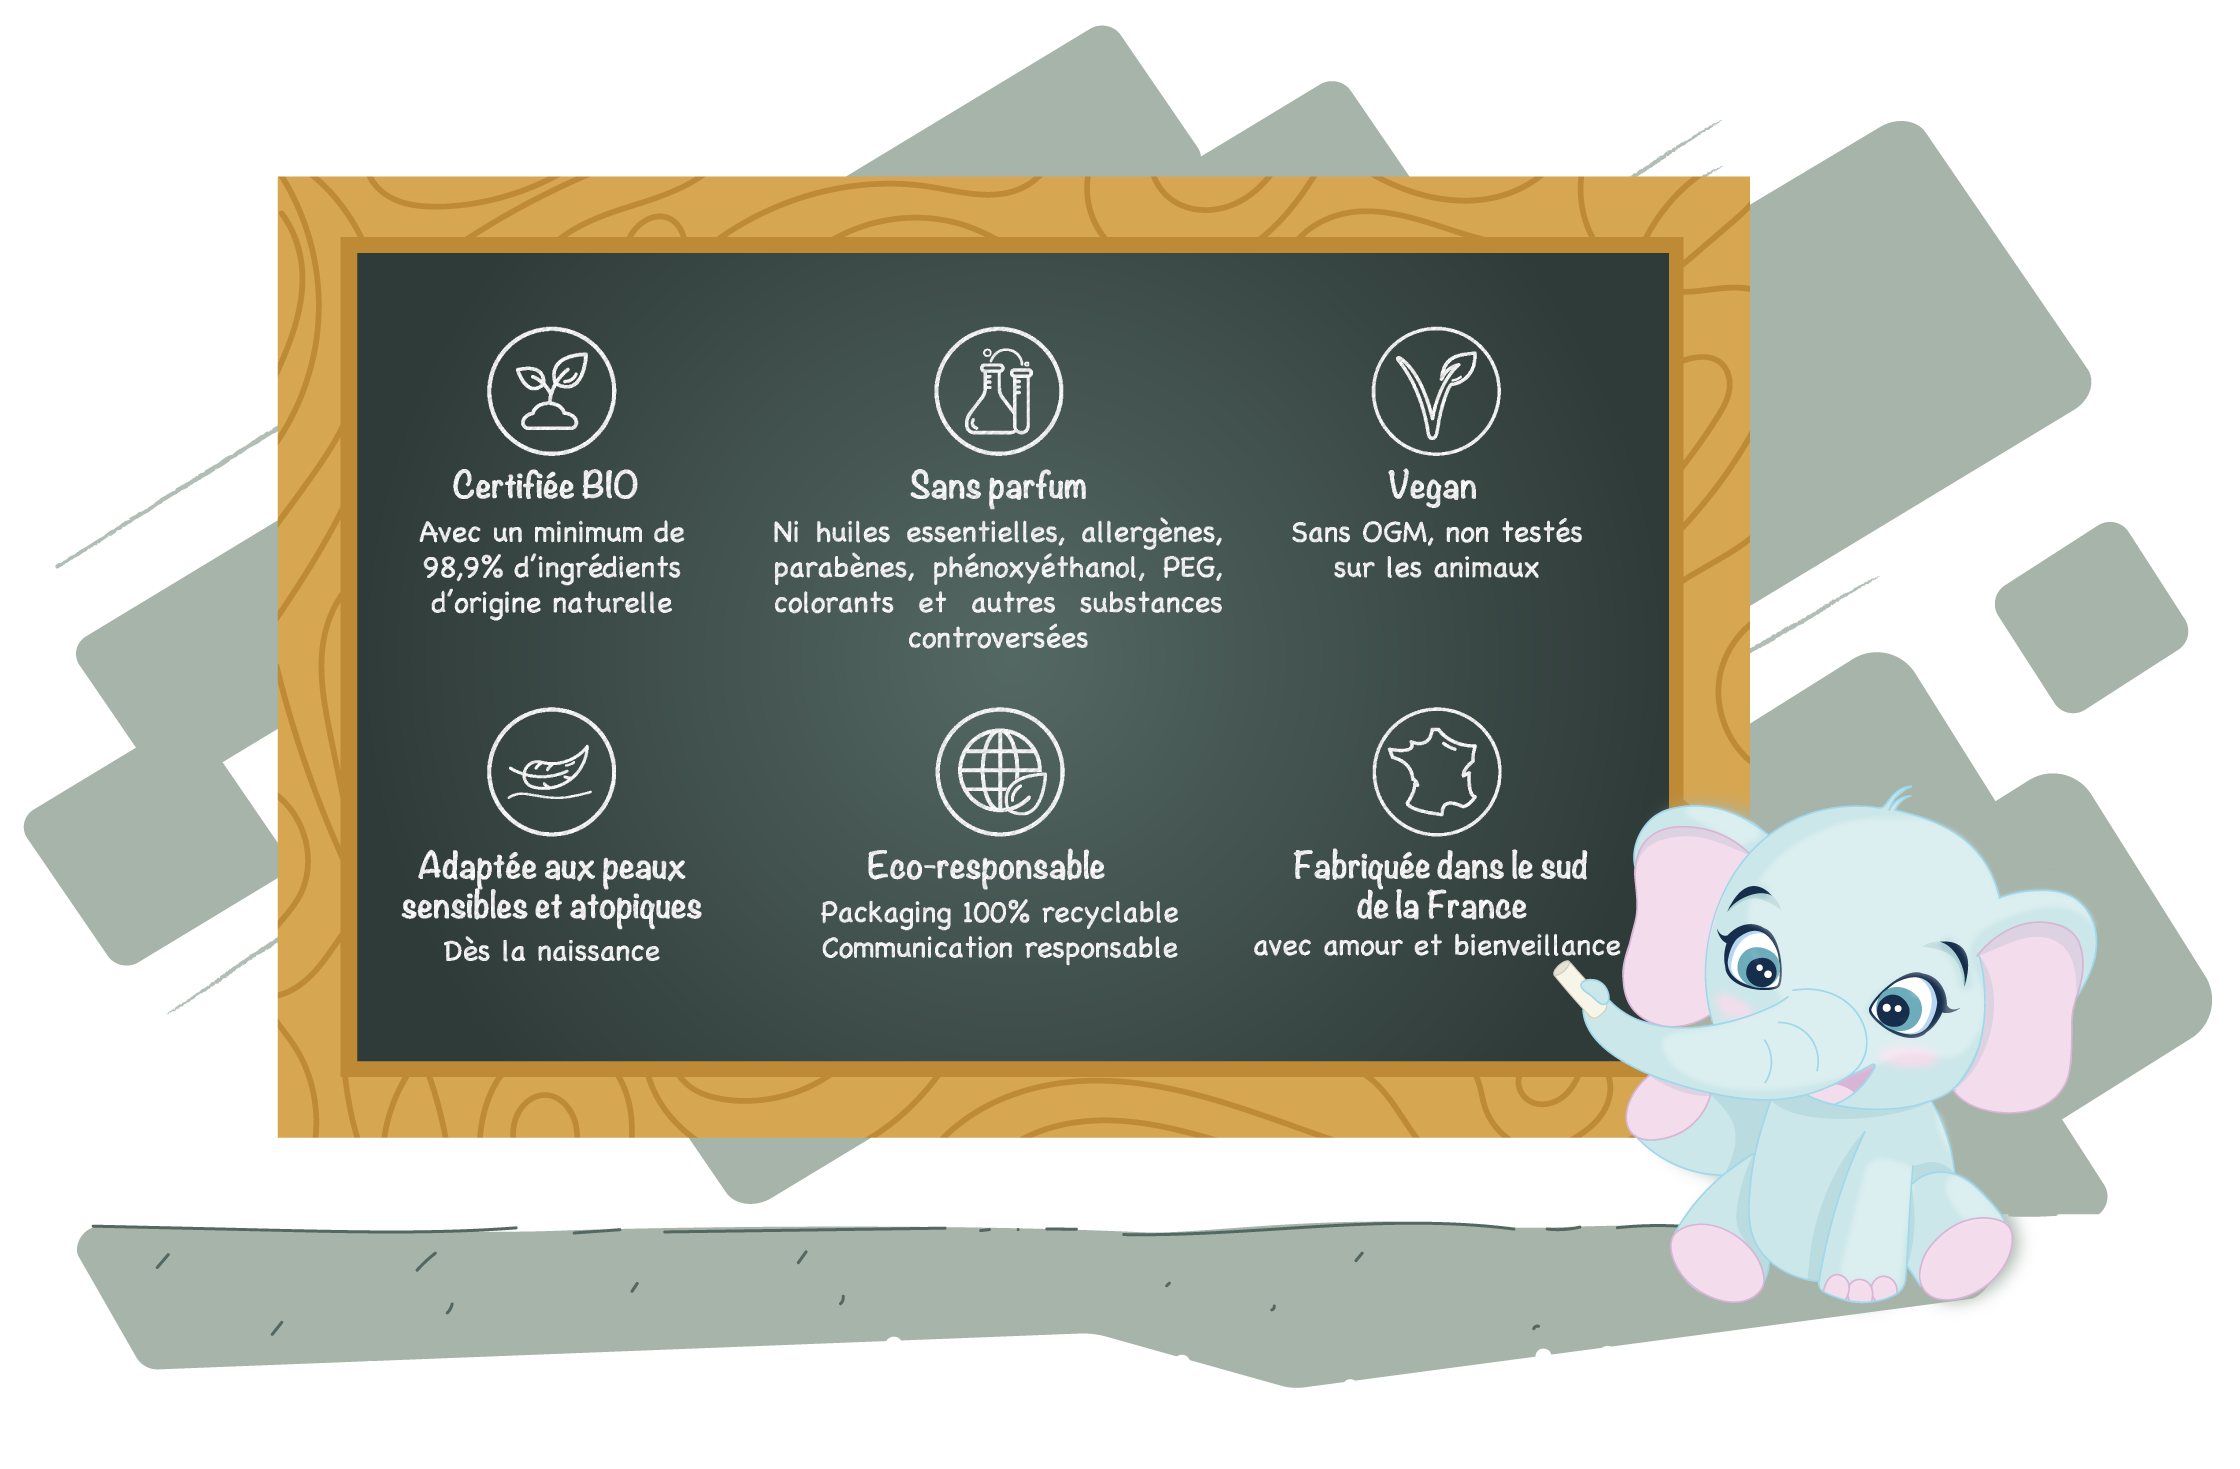 Certifiée BIO
Avec un minimum de
98,9% d'ingrédients
d'origine naturelle
Sans parfum
Ni huiles essentielles, allergènes,
parabènes, phénoxyéthanol, PEG,
colorants et autres substances
controversées
Vegan
Sans OGM, non testés
sur les animaux
Adaptée aux peaux
sensibles et atopiques
Dès la naissance
Eco-responsable
Packaging 100% recyclable
Communication responsable
Fabriquée dans le sud
de la France
avec amour et bienveillance